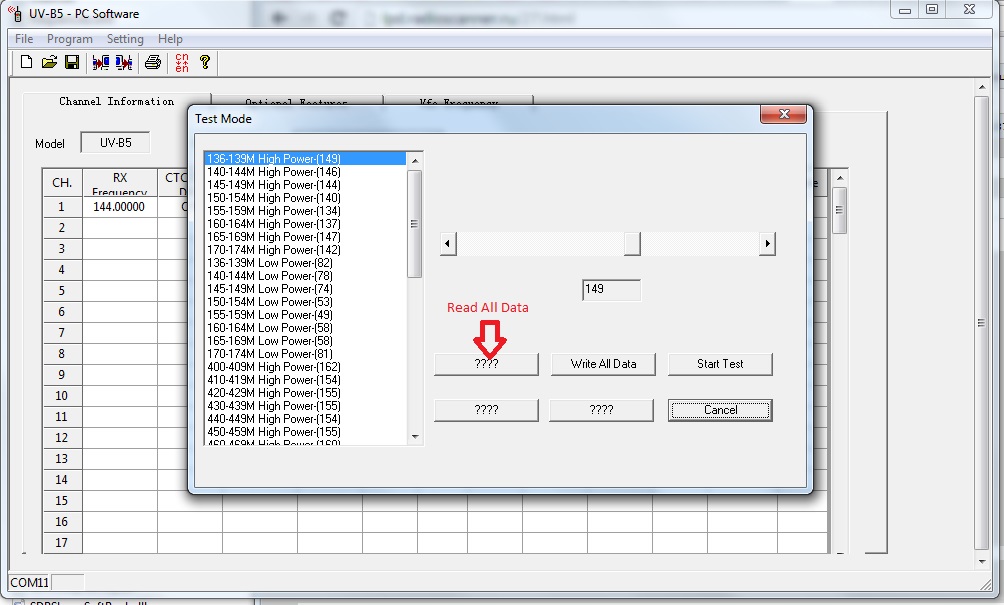 UV-B5 - PC Software
File Program Setting Help
cn
en
Channel Information Optional Features Vfo Frequency
Model UV-B5
CH. RX Frequency
1 144.00000
2
3
4
5
6
7
8
9
10
11
12
13
14
15
16
17
Test Mode
136-139M High Power-(149)
140-144M High Power-(146)
145-149M High Power-(144)
150-154M High Power-(140)
155-159M High Power-(134)
160-164M High Power-(137)
165-169M High Power-(147)
170-174M High Power-(142)
136-139M Low Power-(82)
140-144M Low Power-(78)
145-149M Low Power-(74)
150-154M Low Power-(53)
155-159M Low Power-(49)
160-164M Low Power-(58)
165-169M Low Power-(58)
170-174M Low Power-(81)
400-409M High Power-(162)
410-419M High Power-(154)
420-429M High Power-(155)
430-439M High Power-(155)
440-449M High Power-(154)
450-459M High Power-(155)
460-469M High Power-(160)
149
Read All Data
???? Write All Data Start Test
???? ???? Cancel
COM11